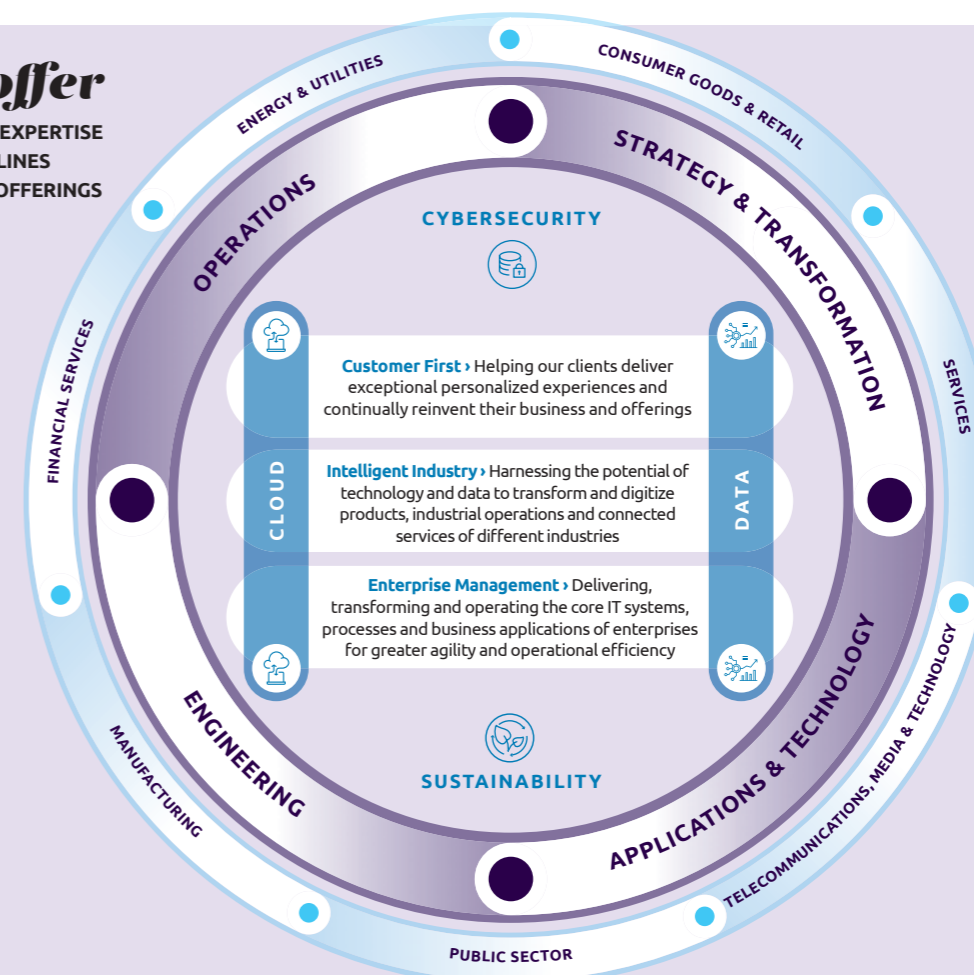 offer
EXPERTISE
LINES
OFFERINGS
ENERGY & UTILITIES
CONSUMER GOODS & RETAIL
SERVICES
TELECOMMUNICATIONS, MEDIA & TECHNOLOGY
PUBLIC SECTOR
MANUFACTURING
FINANCIAL SERVICES
OPERATIONS
STRATEGY & TRANSFORMATION
APPLICATIONS & TECHNOLOGY
ENGINEERING
CYBERSECURITY
CLOUD
DATA
Customer First › Helping our clients deliver
exceptional personalized experiences and
continually reinvent their business and offerings
Intelligent Industry › Harnessing the potential of
technology and data to transform and digitize
products, industrial operations and connected
services of different industries
Enterprise Management › Delivering,
transforming and operating the core IT systems,
processes and business applications of enterprises
for greater agility and operational efficiency
SUSTAINABILITY